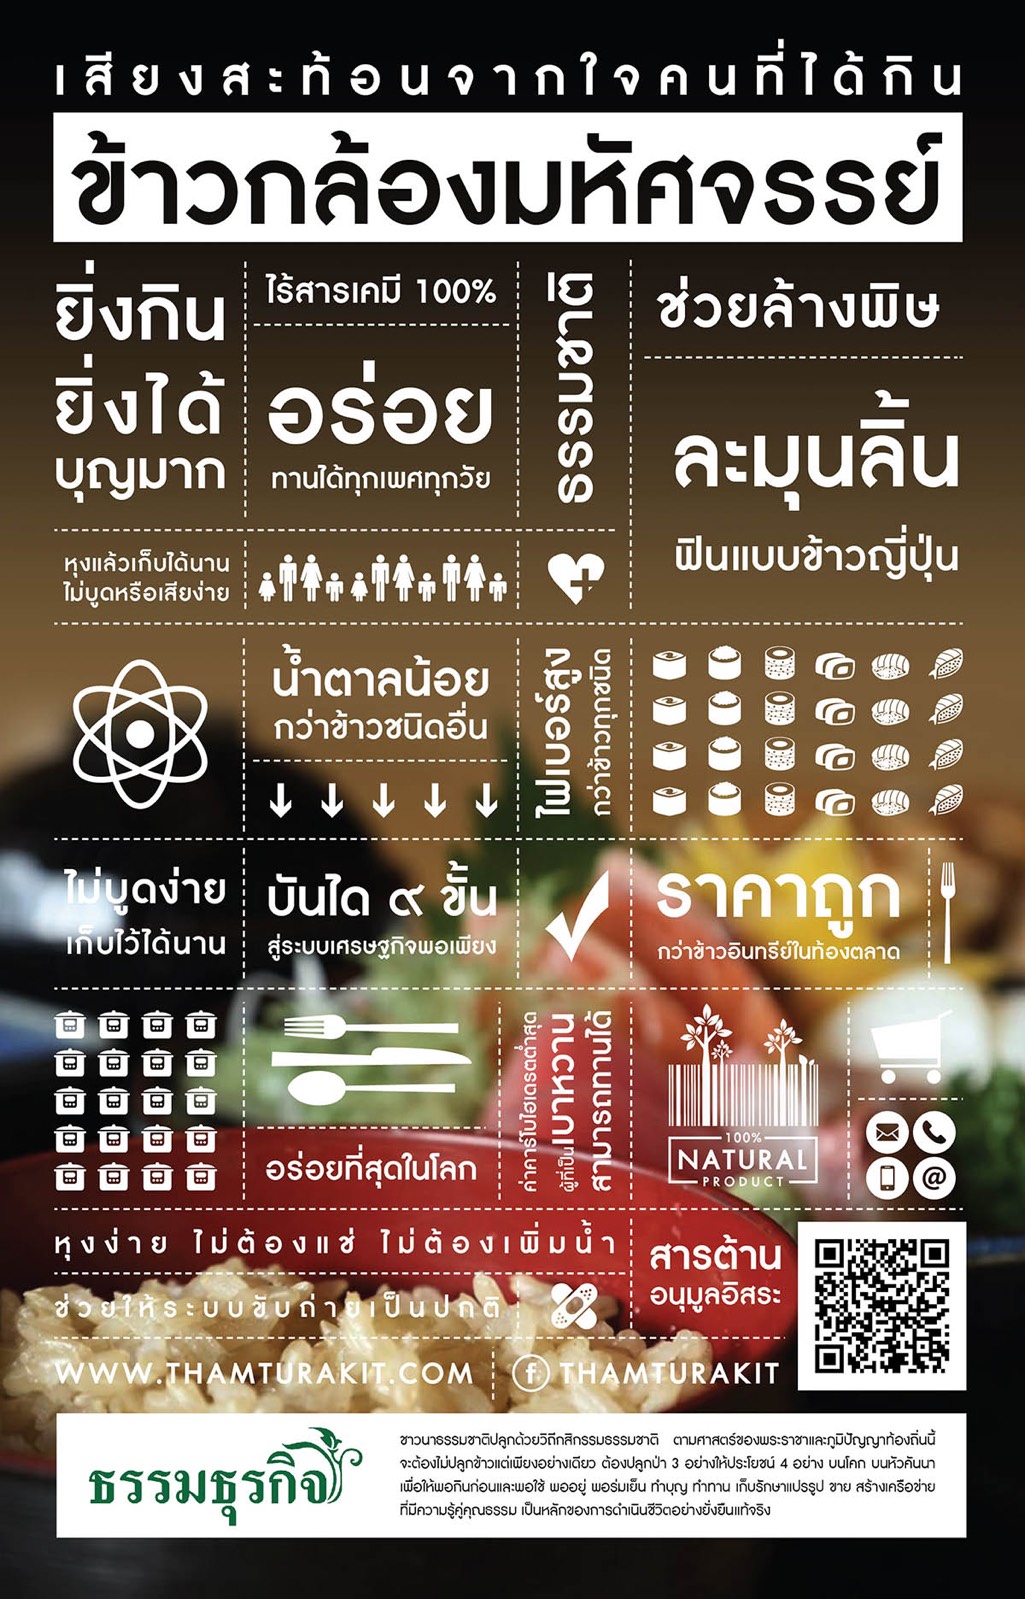 เสียงสะท้อนจากใจคนที่ได้กิน
ข้าวกล้องมหัศจรรย์
ยิ่งกิน
ยิ่งได้
บุญมาก
ไร้สารเคมี 100%
อร่อย
ทานได้ทุกเพศทุกวัย
ธรรมชาติ
ช่วยล้างพิษ
ละมุนลิ้น
ฟินแบบข้าวญี่ปุ่น
หุงแล้วเก็บได้นาน
ไม่บูดหรือเสียง่าย
น้ำตาลน้อย
กว่าข้าวชนิดอื่น
ไฟเบอร์สูง
กว่าข้าวทุกชนิด
ไม่บูดง่าย
เก็บไว้ได้นาน
บันได ๙ ขั้น
สู่ระบบเศรษฐกิจพอเพียง
ราคาถูก
กว่าข้าวอินทรีย์ในท้องตลาด
อร่อยที่สุดในโลก
ค่าคาร์โบไฮเดรตต่ำสุด
ผู้ที่เป็นเบาหวาน
สามารถทานได้
100%
NATURAL
PRODUCT
@
หุงง่าย ไม่ต้องแช่ ไม่ต้องเพิ่มน้ำ
สารต้าน
อนุมูลอิสระ
ช่วยให้ระบบขับถ่ายเป็นปกติ
WWW.THAMTURAKIT.COM
f THAMTURAKIT
ธรรมธุรกิจ
ชาวนาธรรมชาติปลูกด้วยวิถีกสิกรรมธรรมชาติ ตามศาสตร์ของพระราชาและภูมิปัญญาท้องถิ่นนี้
จะต้องไม่ปลูกข้าวแต่เพียงอย่างเดียว ต้องปลูกป่า 3 อย่างให้ประโยชน์ 4 อย่าง บนโคก บนหัวคันนา
เพื่อให้พอกินก่อนและพอใช้ พออยู่ พอร่มเย็น ทำบุญ ทำทาน เก็บรักษาแปรรูป ขาย สร้างเครือข่าย
ที่มีความรู้คู่คุณธรรม เป็นหลักของการดำเนินชีวิตอย่างยั่งยืนแท้จริง